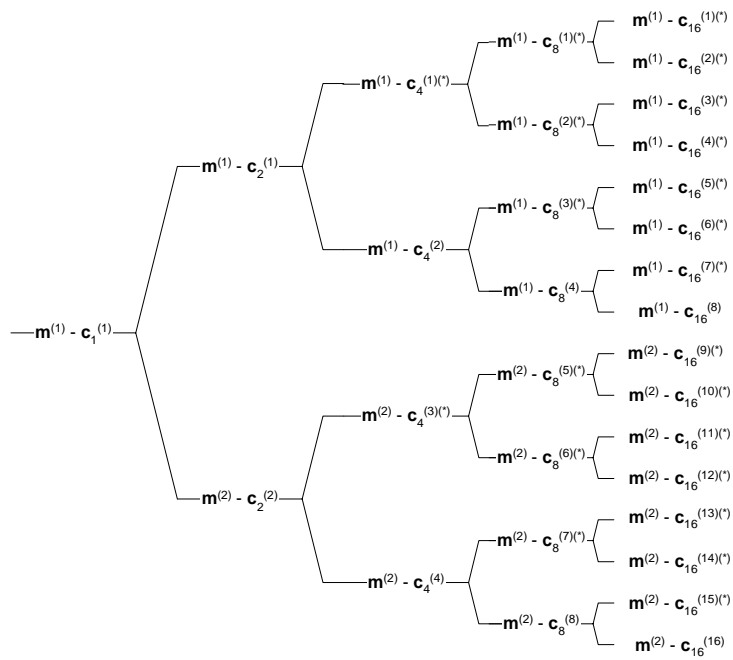 m(1) - c16(1)(*)
m(1) - c8(1)(*)
m(1) - c16(2)(*)
m(1) - c4(1)(*)
m(1) - c16(3)(*)
m(1) - c8(2)(*)
m(1) - c16(4)(*)
m(1) - c2(1)
m(1) - c16(5)(*)
m(1) - c8(3)(*)
m(1) - c16(6)(*)
m(1) - c4(2)
m(1) - c16(7)(*)
m(1) - c8(4)
m(1) - c16(8)
m(1) - c1(1)
m(2) - c16(9)(*)
m(2) - c8(5)(*)
m(2) - c16(10)(*)
m(2) - c4(3)(*)
m(2) - c16(11)(*)
m(2) - c8(6)(*)
m(2) - c16(12)(*)
m(2) - c2(2)
m(2) - c16(13)(*)
m(2) - c8(7)(*)
m(2) - c16(14)(*)
m(2) - c4(4)
m(2) - c16(15)(*)
m(2) - c8(8)
m(2) - c16(16)